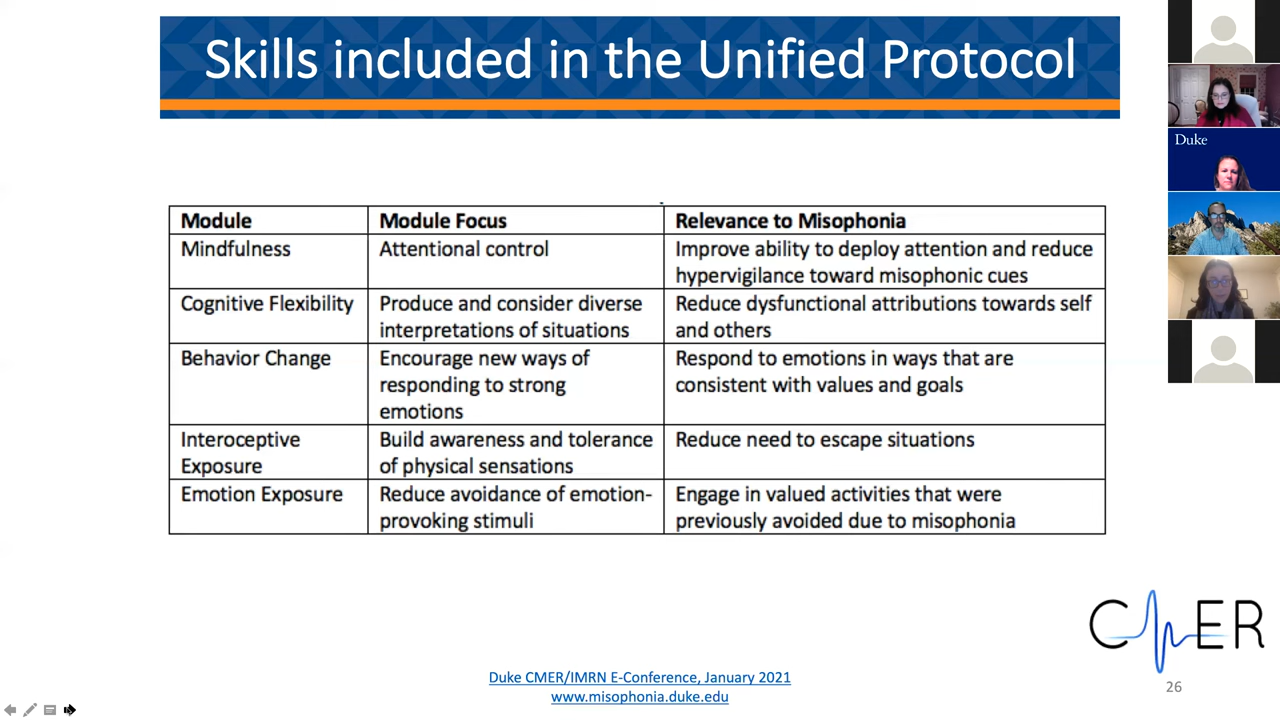 Skills included in the Unified Protocol
Duke
Module
Module Focus
Relevance to Misophonia
Mindfulness
Attentional control
Improve ability to deploy attention and reduce
hypervigilance toward misophonic cues
Cognitive Flexibility
Produce and consider diverse
interpretations of situations
Reduce dysfunctional attributions towards self
and others
Behavior Change
Encourage new ways of
responding to strong
emotions
Respond to emotions in ways that are
consistent with values and goals
Interoceptive
Exposure
Build awareness and tolerance
of physical sensations
Reduce need to escape situations
Emotion Exposure
Reduce avoidance of emotion-
provoking stimuli
Engage in valued activities that were
previously avoided due to misophonia
CMER
Duke CMER/IMRN E-Conference, January 2021
www.misophonia.duke.edu
26